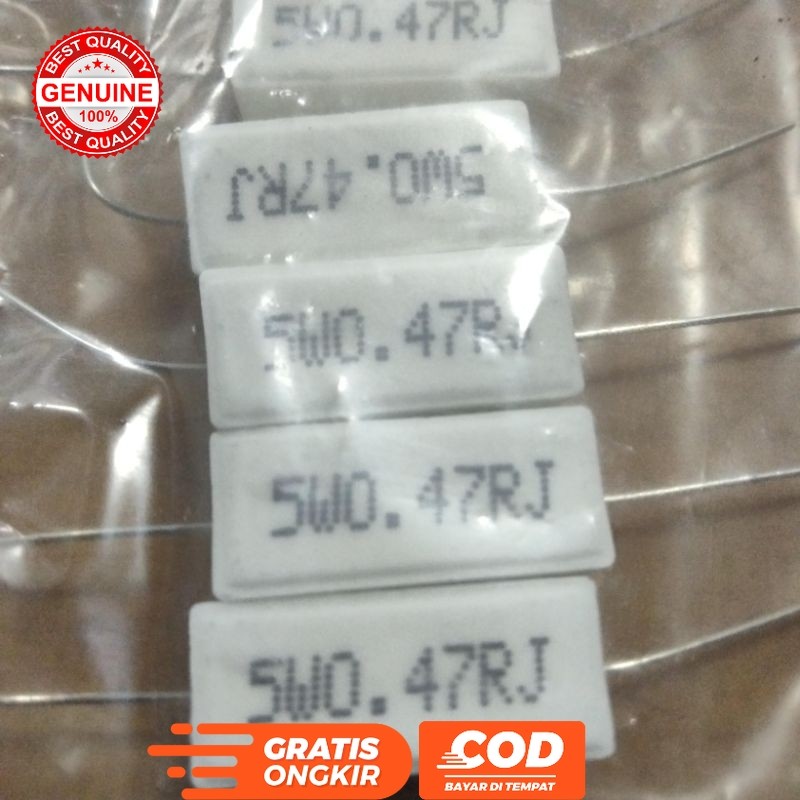 5W0.47RJ
BEST QUALITY
GENUINE
100%
BEST QUALITY
5W0.47RJ
5W0.47RJ
5W0.47RJ
5W0.47RJ
GRATIS
ONGKIR
COD
BAYAR DI TEMPAT